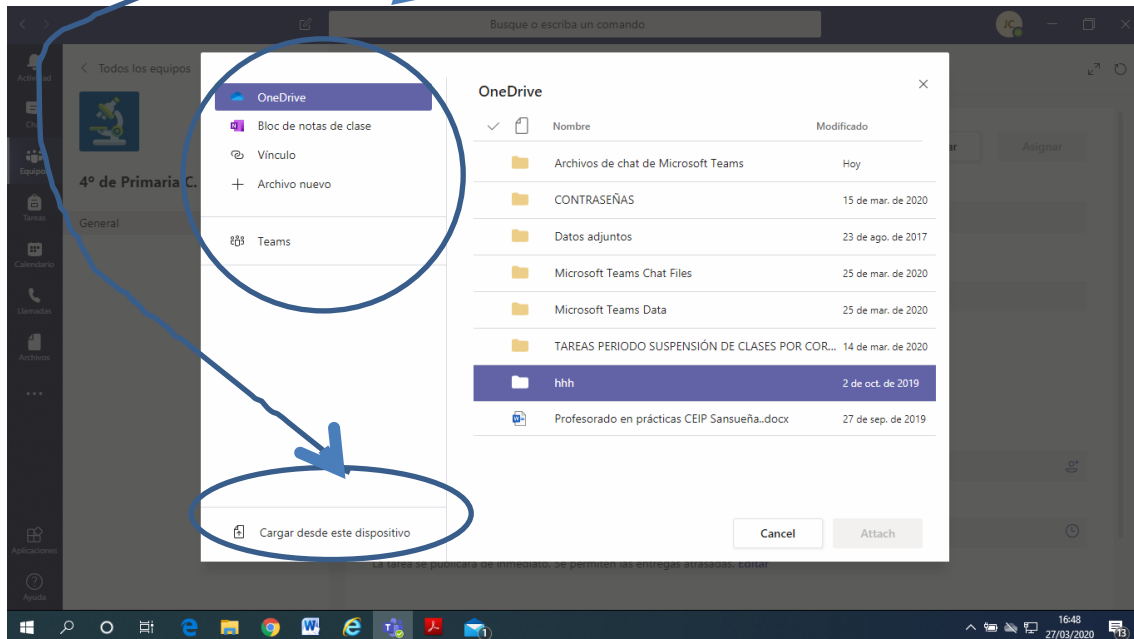 Busque o escriba un comando
JC
Actividad
Todos los equipos
Chat
Equipos
4º de Primaria C.
Tareas
General
Calendario
Llamadas
Archivos
Aplicaciones
Ayuda
OneDrive
Bloc de notas de clase
Vínculo
Archivo nuevo
Teams
Cargar desde este dispositivo
OneDrive
Nombre Modificado
Archivos de chat de Microsoft Teams Hoy
CONTRASEÑAS 15 de mar. de 2020
Datos adjuntos 23 de ago. de 2017
Microsoft Teams Chat Files 25 de mar. de 2020
Microsoft Teams Data 25 de mar. de 2020
TAREAS PERIODO SUSPENSIÓN DE CLASES POR COR... 14 de mar. de 2020
hhh 2 de oct. de 2019
Profesorado en prácticas CEIP Sansueña..docx 27 de sep. de 2019
Cancel Attach
Asignar
La tarea se publicará de inmediato. Se permiten las entregas atrasadas. Editar
16:48
27/03/2020
13